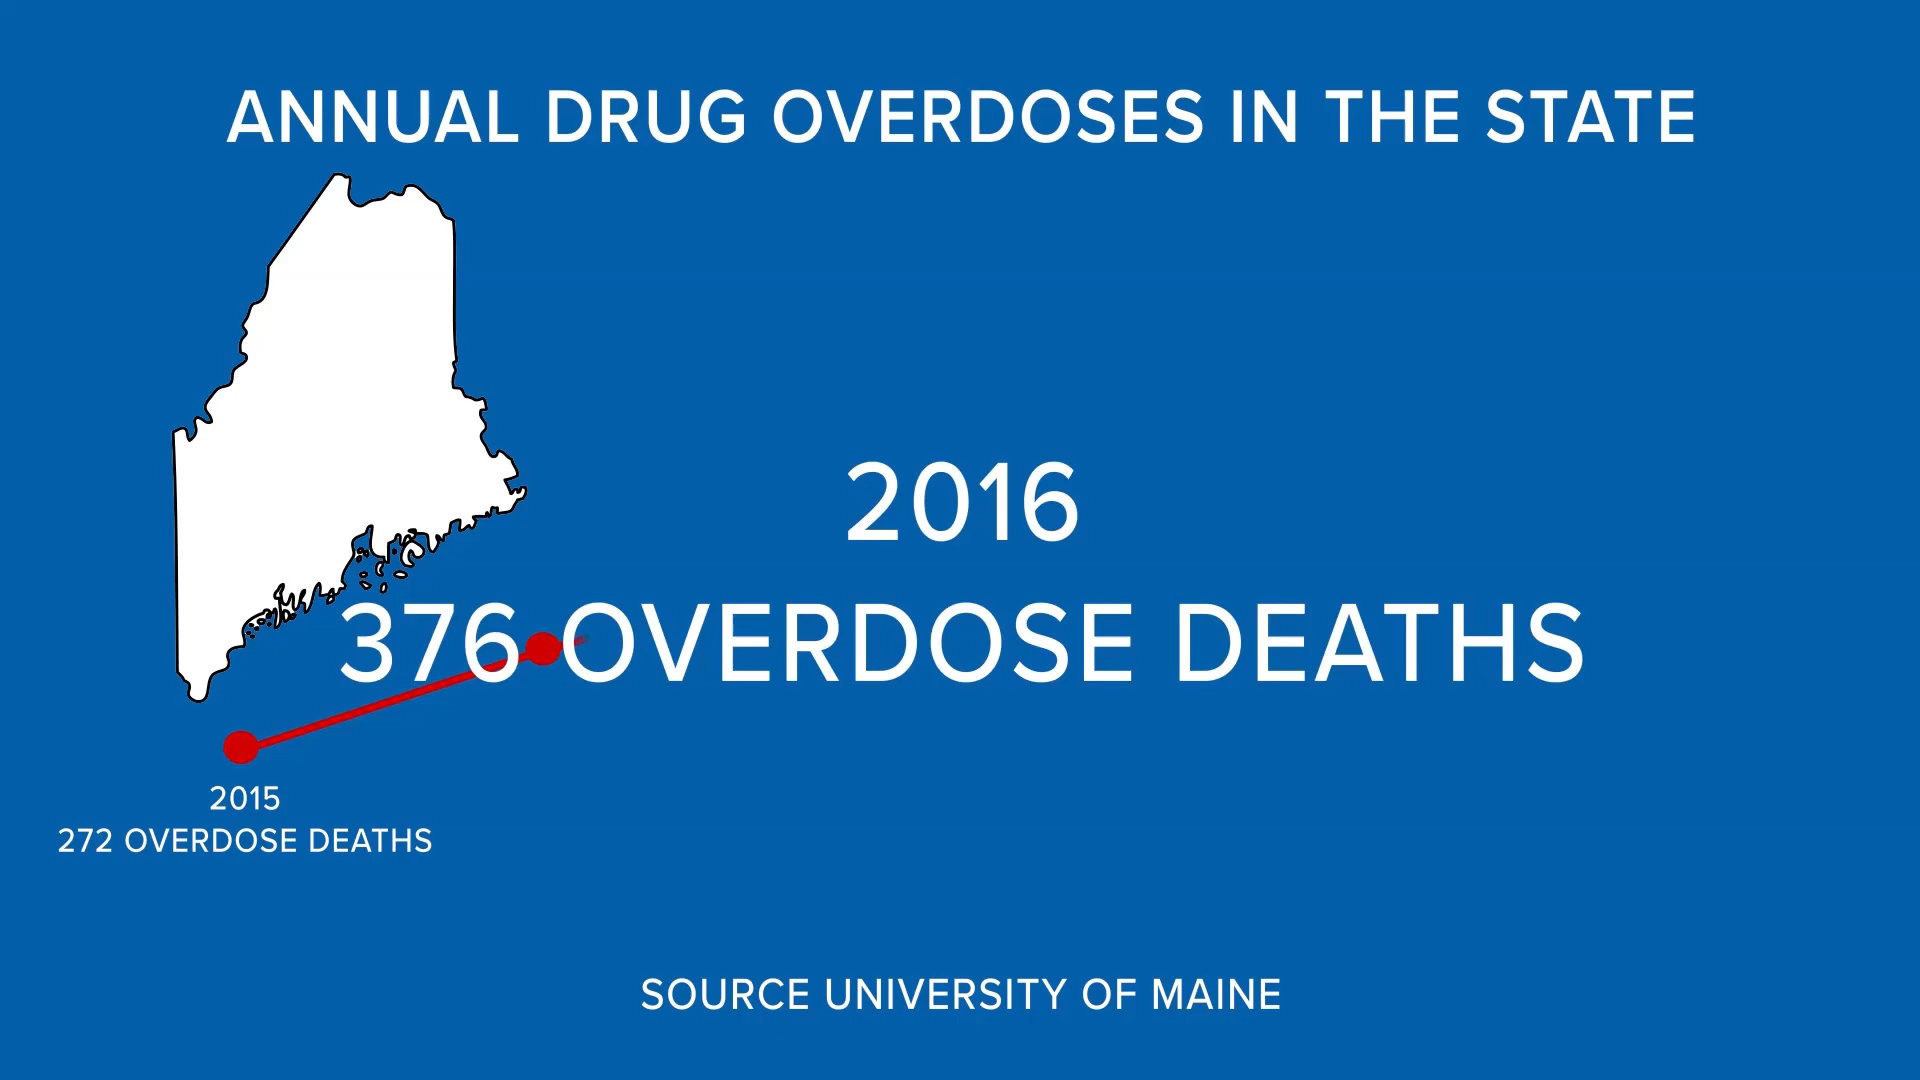 ANNUAL DRUG OVERDOSES IN THE STATE
2016
376 OVERDOSE DEATHS
2015
272 OVERDOSE DEATHS
SOURCE UNIVERSITY OF MAINE